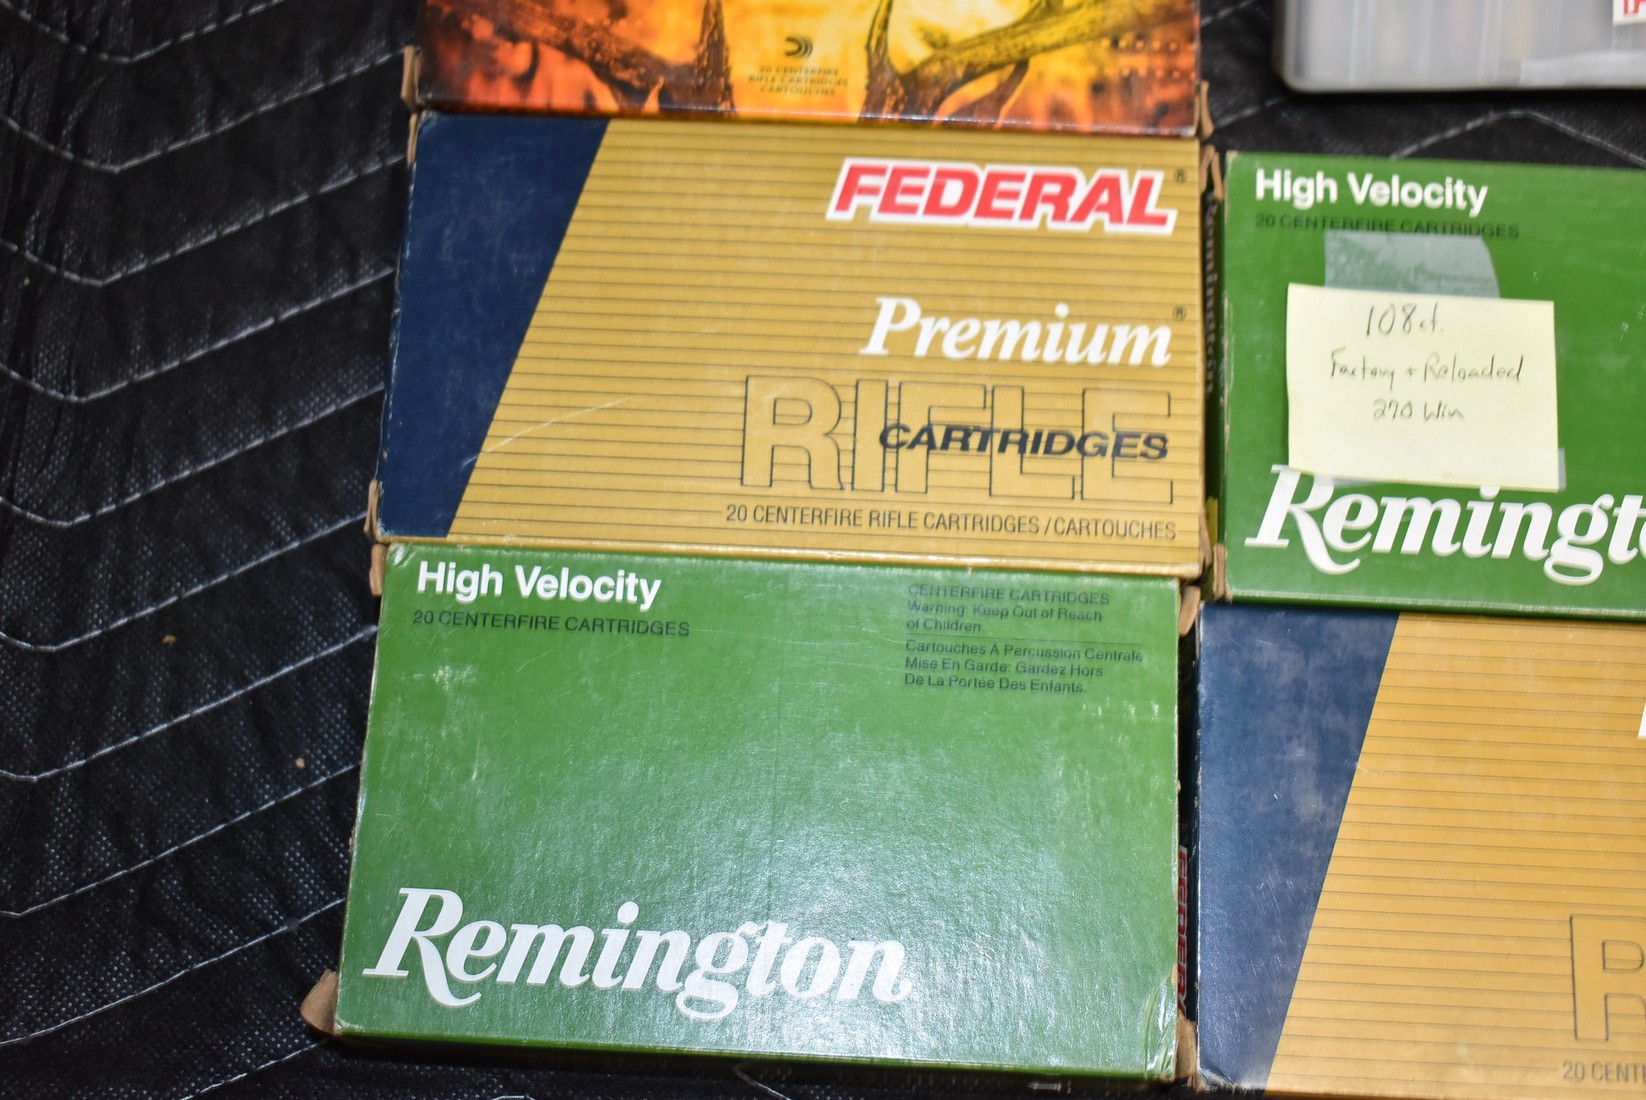 20 CENTERFIRE
RIFLE CARTRIDGES
CARTOUCHES
FEDERAL®
Premium®
RIFLE
CARTRIDGES
20 CENTERFIRE RIFLE CARTRIDGES/CARTOUCHES
High Velocity
20 CENTERFIRE CARTRIDGES
CENTERFIRE CARTRIDGES
Warning: Keep Out of Reach
of Children.
Cartouches À Percussion Centrale
Mise En Garde: Gardez Hors
De La Portée Des Enfants.
Remington
High Velocity
20 CENTERFIRE CARTRIDGES
108 ct.
Factory + Reloaded
270 Win
Remingto
FEDERAL
R
20 CENT